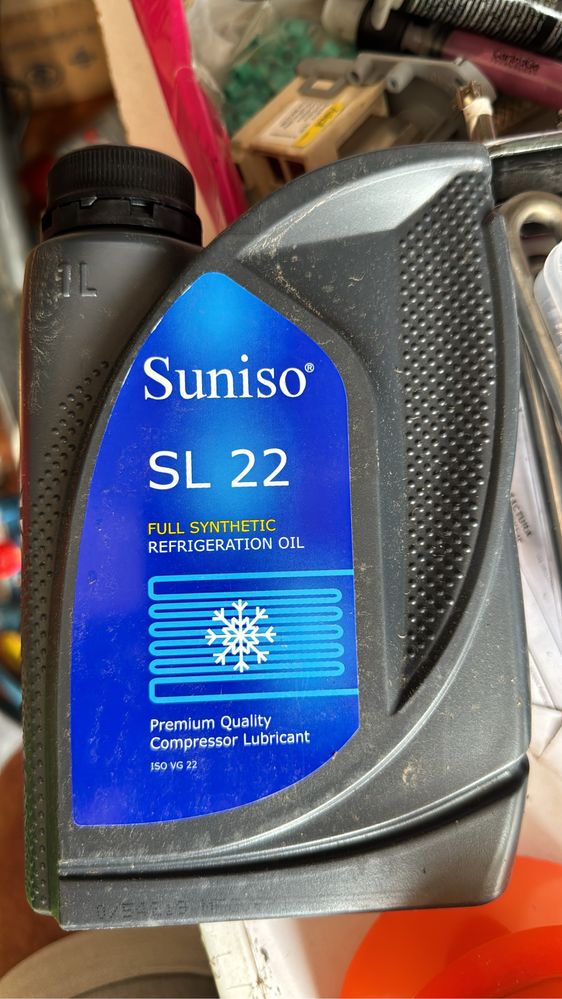 1L
Suniso®
SL 22
FULL SYNTHETIC
REFRIGERATION OIL
Premium Quality
Compressor Lubricant
ISO VG 22